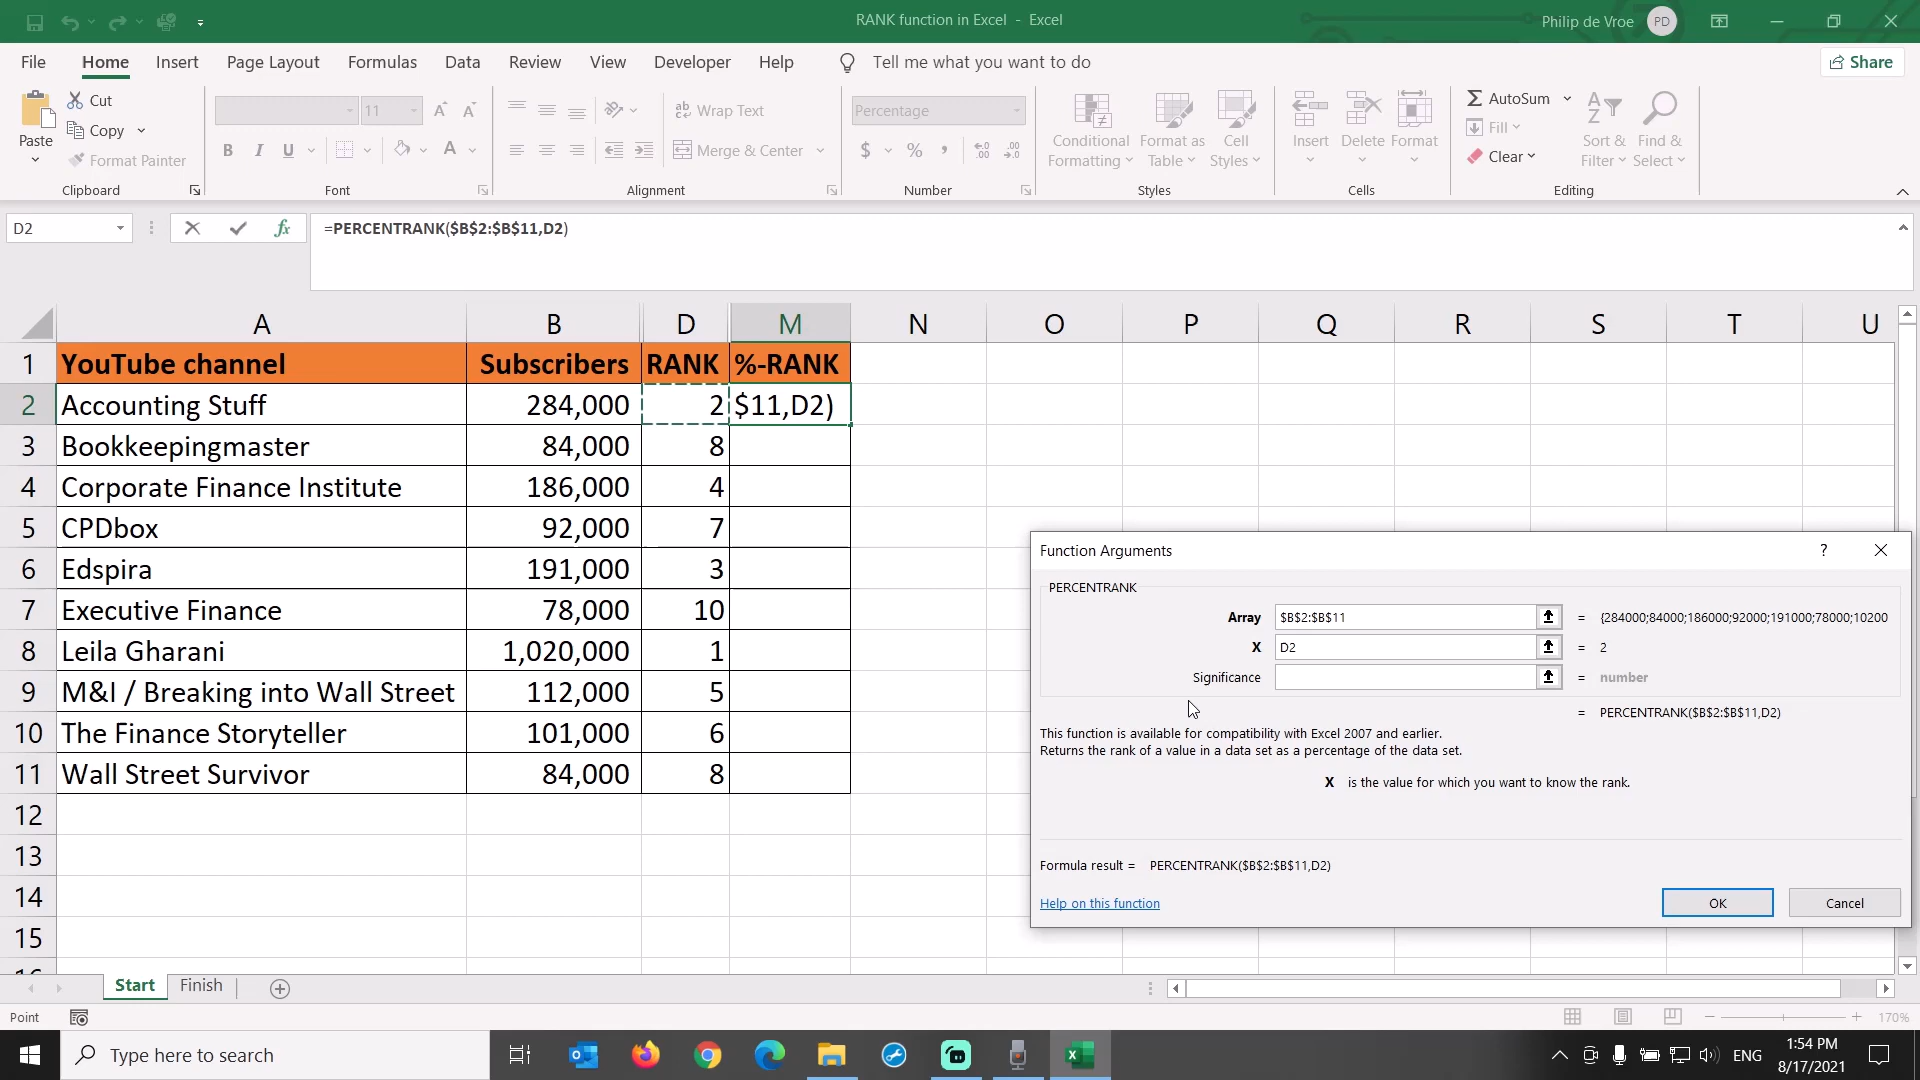 RANK function in Excel - Excel
Philip de Vroe PD
File Home Insert Page Layout Formulas Data Review View Developer Help Tell me what you want to do Share
Paste
Cut
Copy
Format Painter
Clipboard
11
B I U A
Font
ab Wrap Text
Merge & Center
Alignment
Percentage
$ % ,
Number
Conditional Formatting
Format as Table
Cell Styles
Styles
Insert Delete Format
Cells
AutoSum
Fill
Clear
Sort & Filter
Find & Select
Editing
D2 fx =PERCENTRANK($B$2:$B$11,D2)
A B D M N O P Q R S T U
1 YouTube channel Subscribers RANK %-RANK
2 Accounting Stuff 284,000 2 $11,D2)
3 Bookkeepingmaster 84,000 8
4 Corporate Finance Institute 186,000 4
5 CPDbox 92,000 7
6 Edspira 191,000 3
7 Executive Finance 78,000 10
8 Leila Gharani 1,020,000 1
9 M&I / Breaking into Wall Street 112,000 5
10 The Finance Storyteller 101,000 6
11 Wall Street Survivor 84,000 8
12
13
14
15
Function Arguments ?
PERCENTRANK
Array $B$2:$B$11 = {284000;84000;186000;92000;191000;78000;10200
X D2 = 2
Significance = number
= PERCENTRANK($B$2:$B$11,D2)
This function is available for compatibility with Excel 2007 and earlier.
Returns the rank of a value in a data set as a percentage of the data set.
X is the value for which you want to know the rank.
Formula result = PERCENTRANK($B$2:$B$11,D2)
Help on this function
OK Cancel
Start Finish
Point
170%
Type here to search
ENG
1:54 PM
8/17/2021